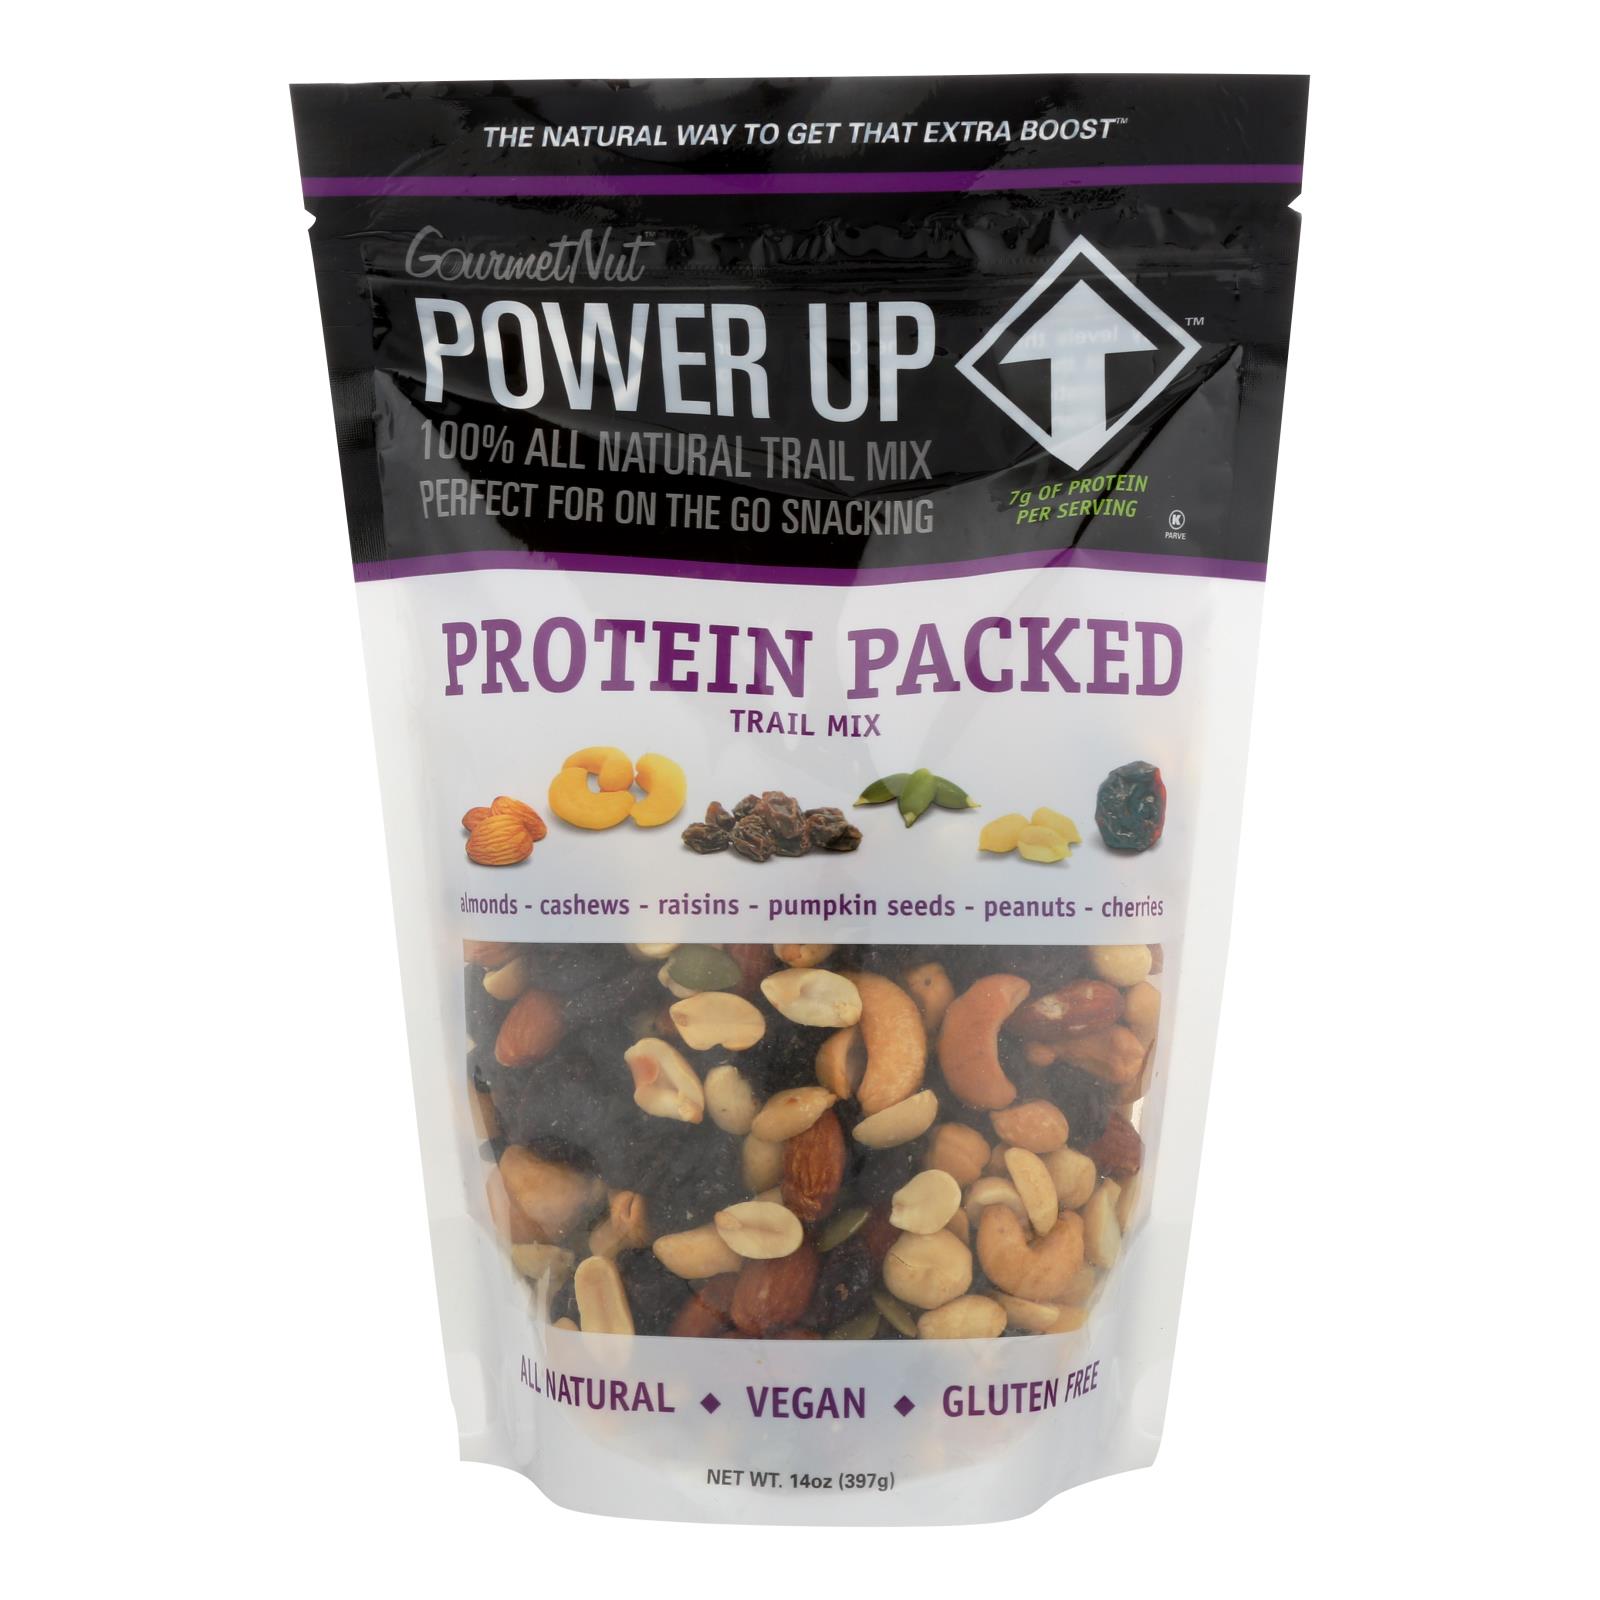 THE NATURAL WAY TO GET THAT EXTRA BOOST™
GourmetNut™
POWER UP
™
100% ALL NATURAL TRAIL MIX
PERFECT FOR ON THE GO SNACKING
7g OF PROTEIN
PER SERVING
K
PARVE
PROTEIN PACKED
TRAIL MIX
almonds - cashews - raisins - pumpkin seeds - peanuts - cherries
ALL NATURAL ◆ VEGAN ◆ GLUTEN FREE
NET WT. 14oz (397g)